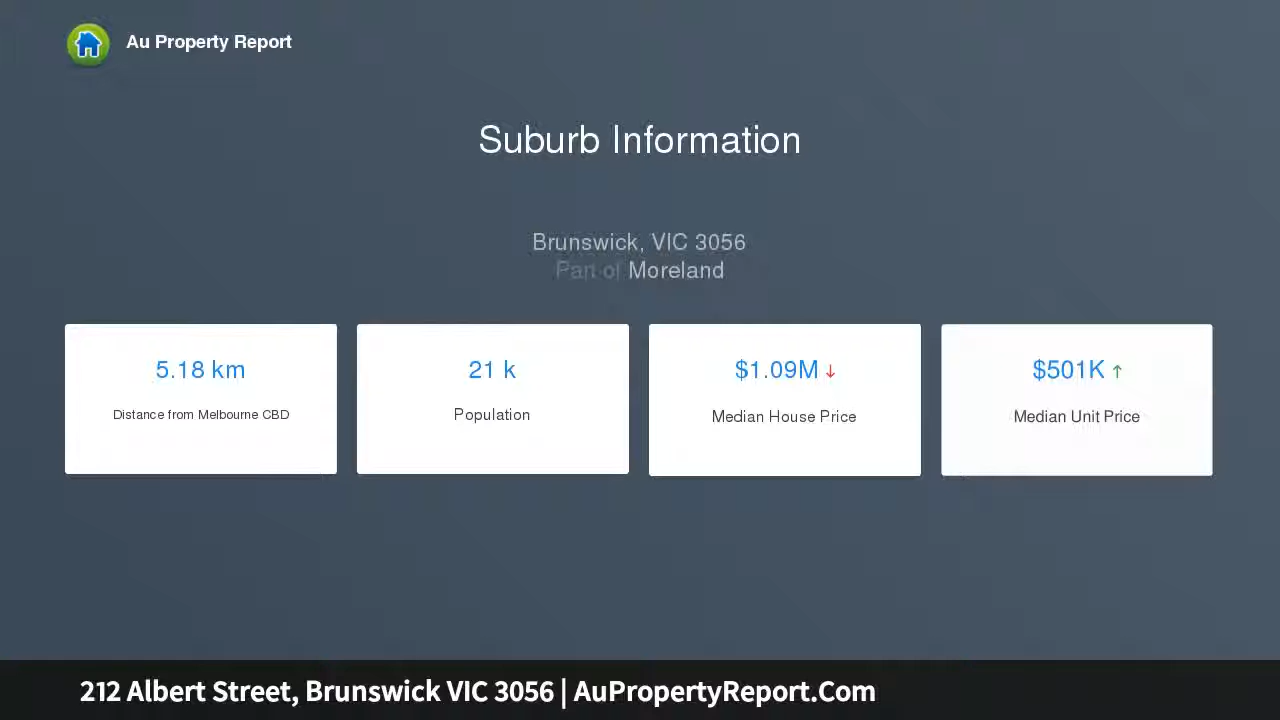 Au Property Report
Suburb Information
Brunswick, VIC 3056
Part of Moreland
5.18 km
Distance from Melbourne CBD
21 k
Population
$1.09M ↓
Median House Price
$501K ↑
Median Unit Price
212 Albert Street, Brunswick VIC 3056 | AuPropertyReport.Com